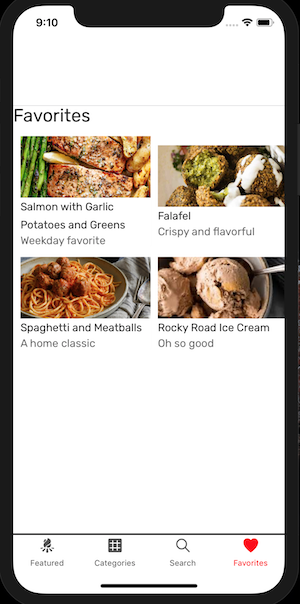 9:10
Favorites
Salmon with Garlic
Potatoes and Greens
Weekday favorite
Falafel
Crispy and flavorful
Spaghetti and Meatballs
A home classic
Rocky Road Ice Cream
Oh so good
Featured
Categories
Search
Favorites